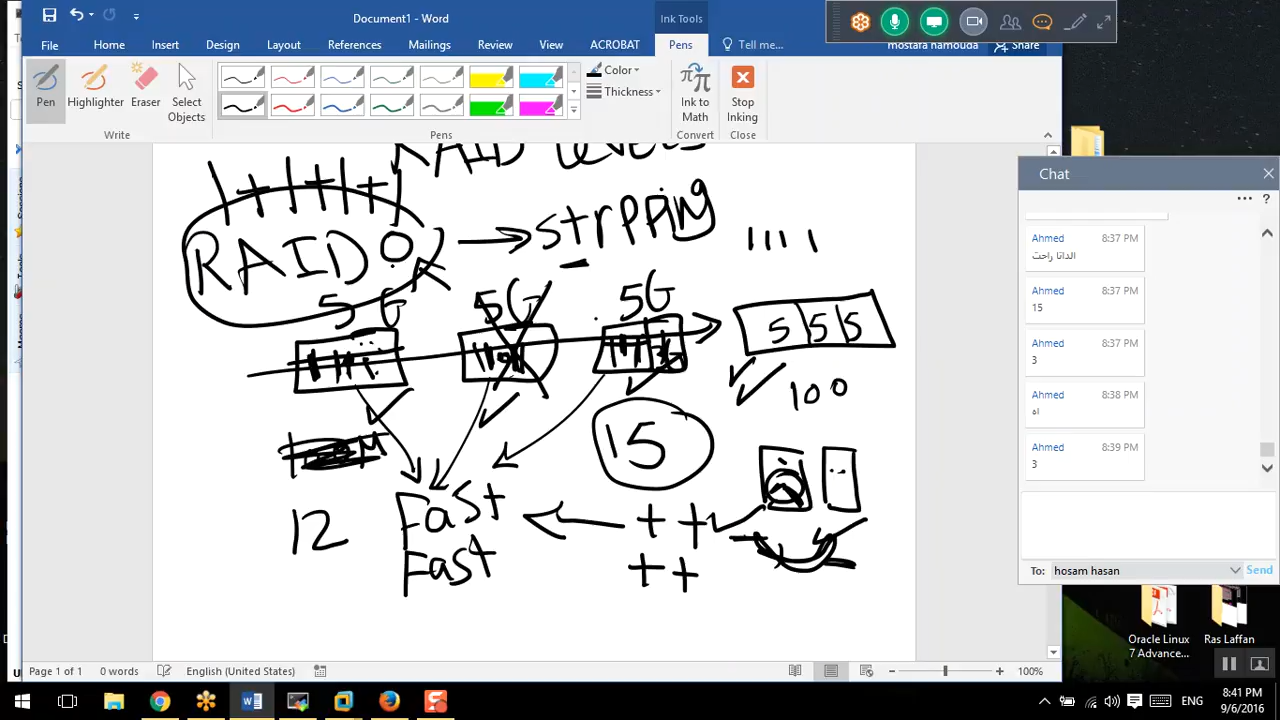 Document1 - Word
Ink Tools
File Home Insert Design Layout References Mailings Review View ACROBAT Pens Tell me... mostafa hamouda Share
Pen Highlighter Eraser Select Objects
Color
Thickness
Ink to Math
Stop Inking
Write Pens Convert Close
RAID Levels
RAID 0 strpping
5G 5G 5G
5 5 5
100
15
12 Fast
Fast
+ +
+ +
Chat
Ahmed 8:37 PM
الداتا راحت
Ahmed 8:37 PM
15
Ahmed 8:37 PM
3
Ahmed 8:38 PM
اه
Ahmed 8:39 PM
3
To: hosam hasan Send
Oracle Linux 7 Advance...
Ras Laffan
Page 1 of 1 0 words English (United States) 100%
ENG 8:41 PM
9/6/2016